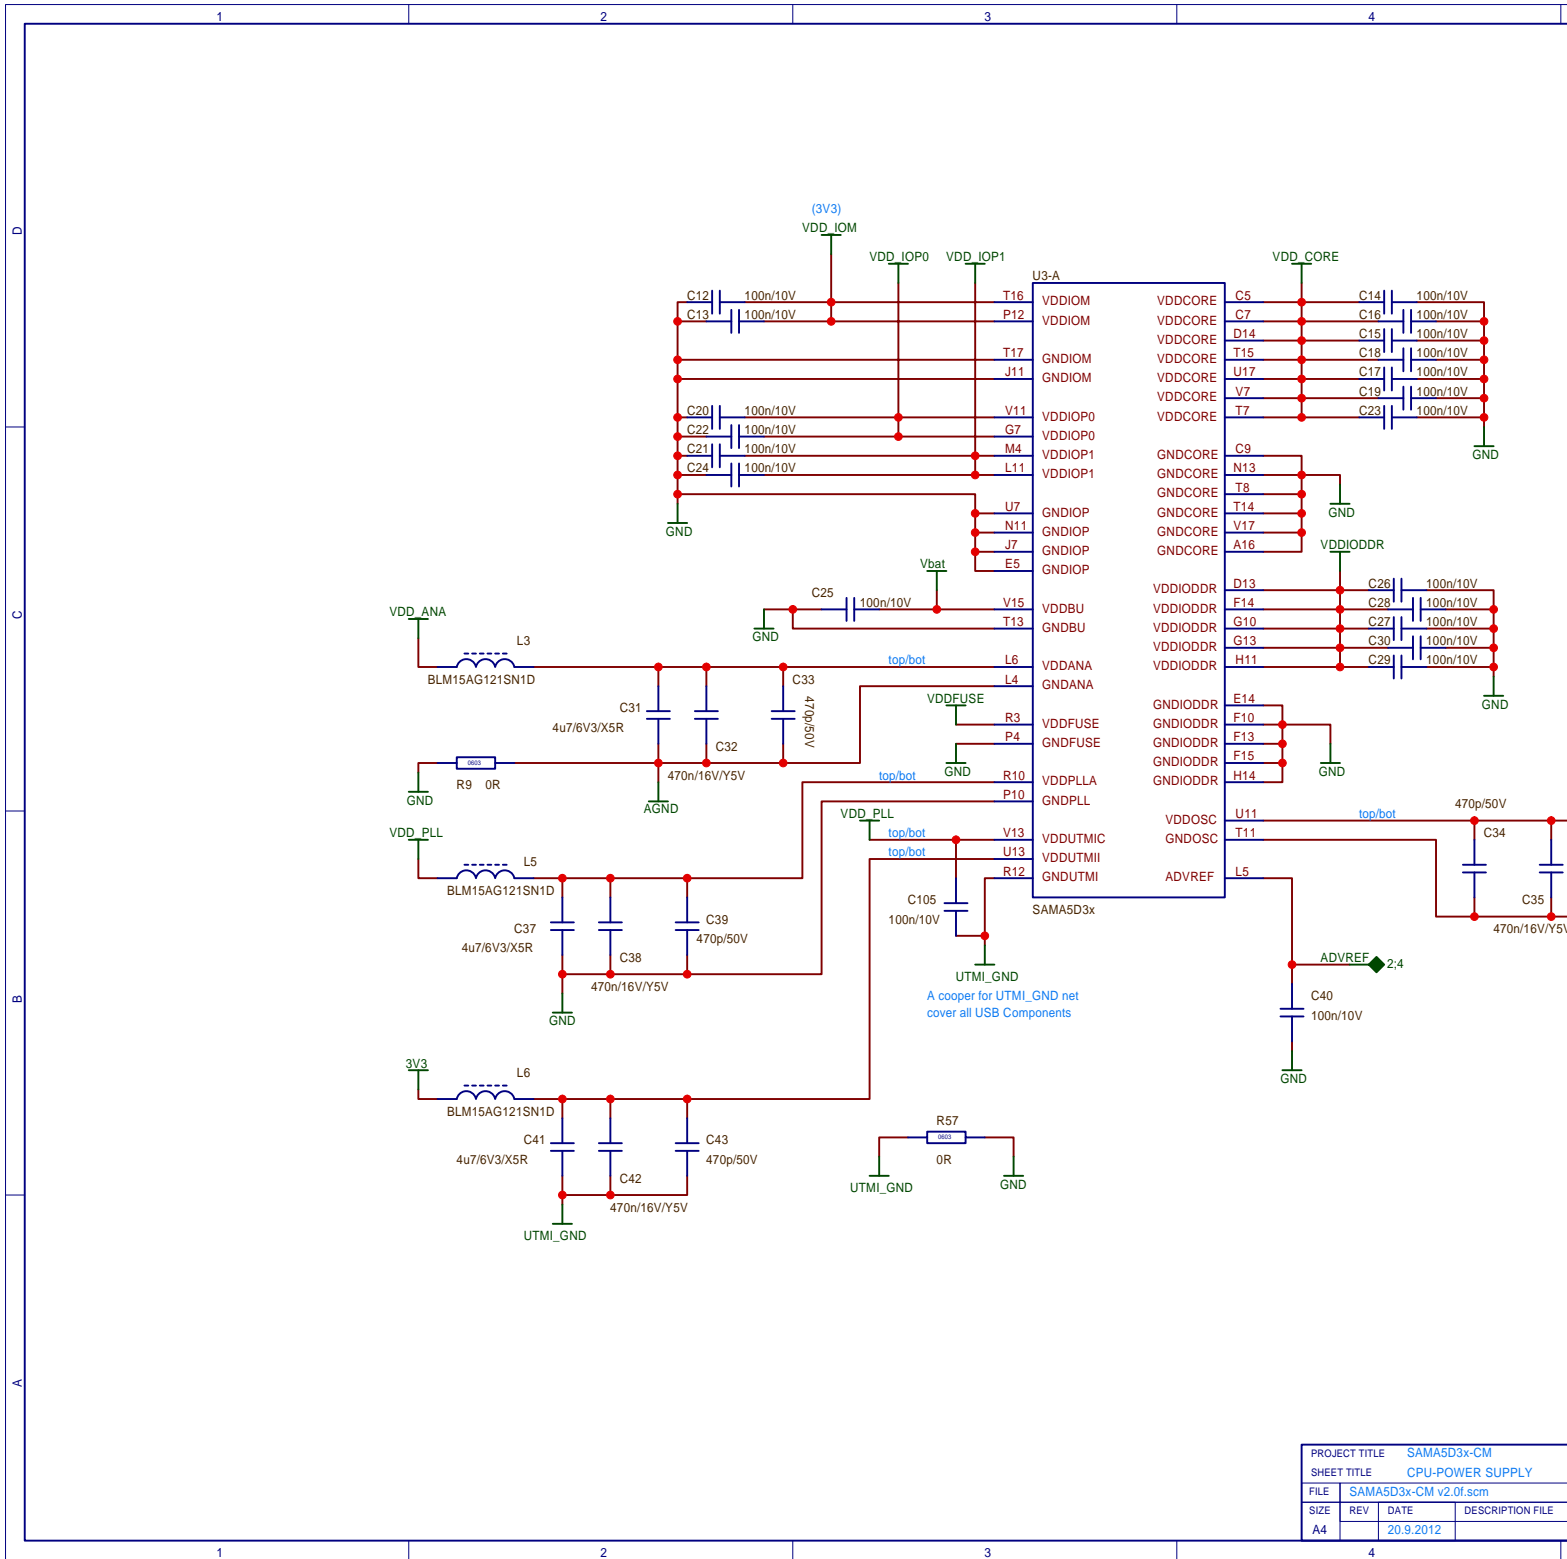 1 2 3 4
D
C
B
A
(3V3)
VDD_IOM
VDD_IOP0 VDD_IOP1
VDD_CORE
U3-A
C12 100n/10V
C13 100n/10V
C20 100n/10V
C22 100n/10V
C21 100n/10V
C24 100n/10V
GND
T16 VDDIOM
P12 VDDIOM
T17 GNDIOM
J11 GNDIOM
V11 VDDIOP0
G7 VDDIOP0
M4 VDDIOP1
L11 VDDIOP1
U7 GNDIOP
N11 GNDIOP
J7 GNDIOP
E5 GNDIOP
V15 VDDBU
T13 GNDBU
L6 VDDANA
L4 GNDANA
R3 VDDFUSE
P4 GNDFUSE
R10 VDDPLLA
P10 GNDPLL
V13 VDDUTMIC
U13 VDDUTMII
R12 GNDUTMI
SAMA5D3x
VDDCORE C5
VDDCORE C7
VDDCORE D14
VDDCORE T15
VDDCORE U17
VDDCORE V7
VDDCORE T7
GNDCORE C9
GNDCORE N13
GNDCORE T8
GNDCORE T14
GNDCORE V17
GNDCORE A16
VDDIODDR D13
VDDIODDR F14
VDDIODDR G10
VDDIODDR G13
VDDIODDR H11
GNDIODDR E14
GNDIODDR F10
GNDIODDR F13
GNDIODDR F15
GNDIODDR H14
VDDOSC U11
GNDOSC T11
ADVREF L5
C14 100n/10V
C16 100n/10V
C15 100n/10V
C18 100n/10V
C17 100n/10V
C19 100n/10V
C23 100n/10V
GND
GND
VDDIODDR
C26 100n/10V
C28 100n/10V
C27 100n/10V
C30 100n/10V
C29 100n/10V
GND
GND
Vbat
C25
100n/10V
GND
VDD_ANA
L3
BLM15AG121SN1D
top/bot
C31
4u7/6V3/X5R
C32
470n/16V/Y5V
C33
470p/50V
0603
R9 0R
GND
AGND
VDDFUSE
GND
top/bot
VDD_PLL
top/bot
top/bot
VDD_PLL
L5
BLM15AG121SN1D
C37
4u7/6V3/X5R
C38
470n/16V/Y5V
C39
470p/50V
GND
C105
100n/10V
UTMI_GND
A cooper for UTMI_GND net
cover all USB Components
top/bot
470p/50V
C34
C35
470n/16V/Y5V
ADVREF 2;4
C40
100n/10V
GND
3V3
L6
BLM15AG121SN1D
C41
4u7/6V3/X5R
C42
470n/16V/Y5V
C43
470p/50V
UTMI_GND
R57
0603
0R
UTMI_GND
GND
PROJECT TITLE SAMA5D3x-CM
SHEET TITLE CPU-POWER SUPPLY
FILE SAMA5D3x-CM v2.0f.scm
SIZE REV DATE DESCRIPTION FILE
A4 20.9.2012
1 2 3 4